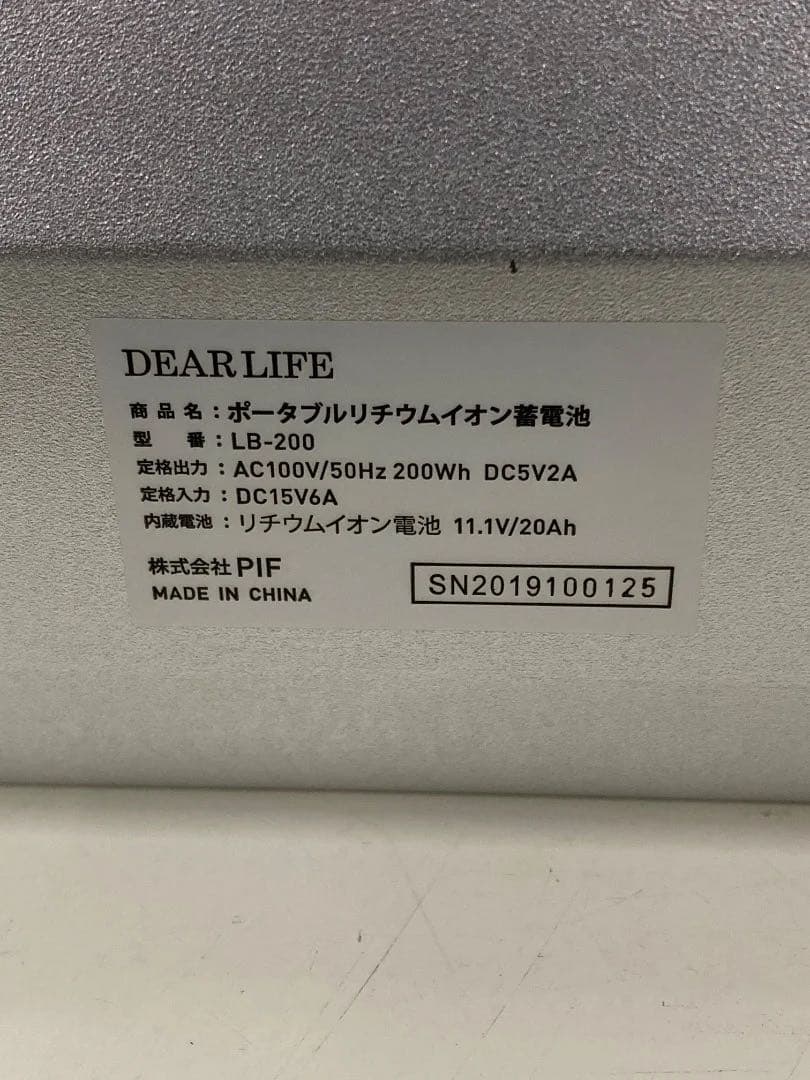 DEAR LIFE
商品名：ポータブルリチウムイオン蓄電池
型　番：LB-200
定格出力：AC100V/50Hz 200Wh DC5V2A
定格入力：DC15V6A
内蔵電池：リチウムイオン電池 11.1V/20Ah
株式会社PIF
MADE IN CHINA
SN2019100125